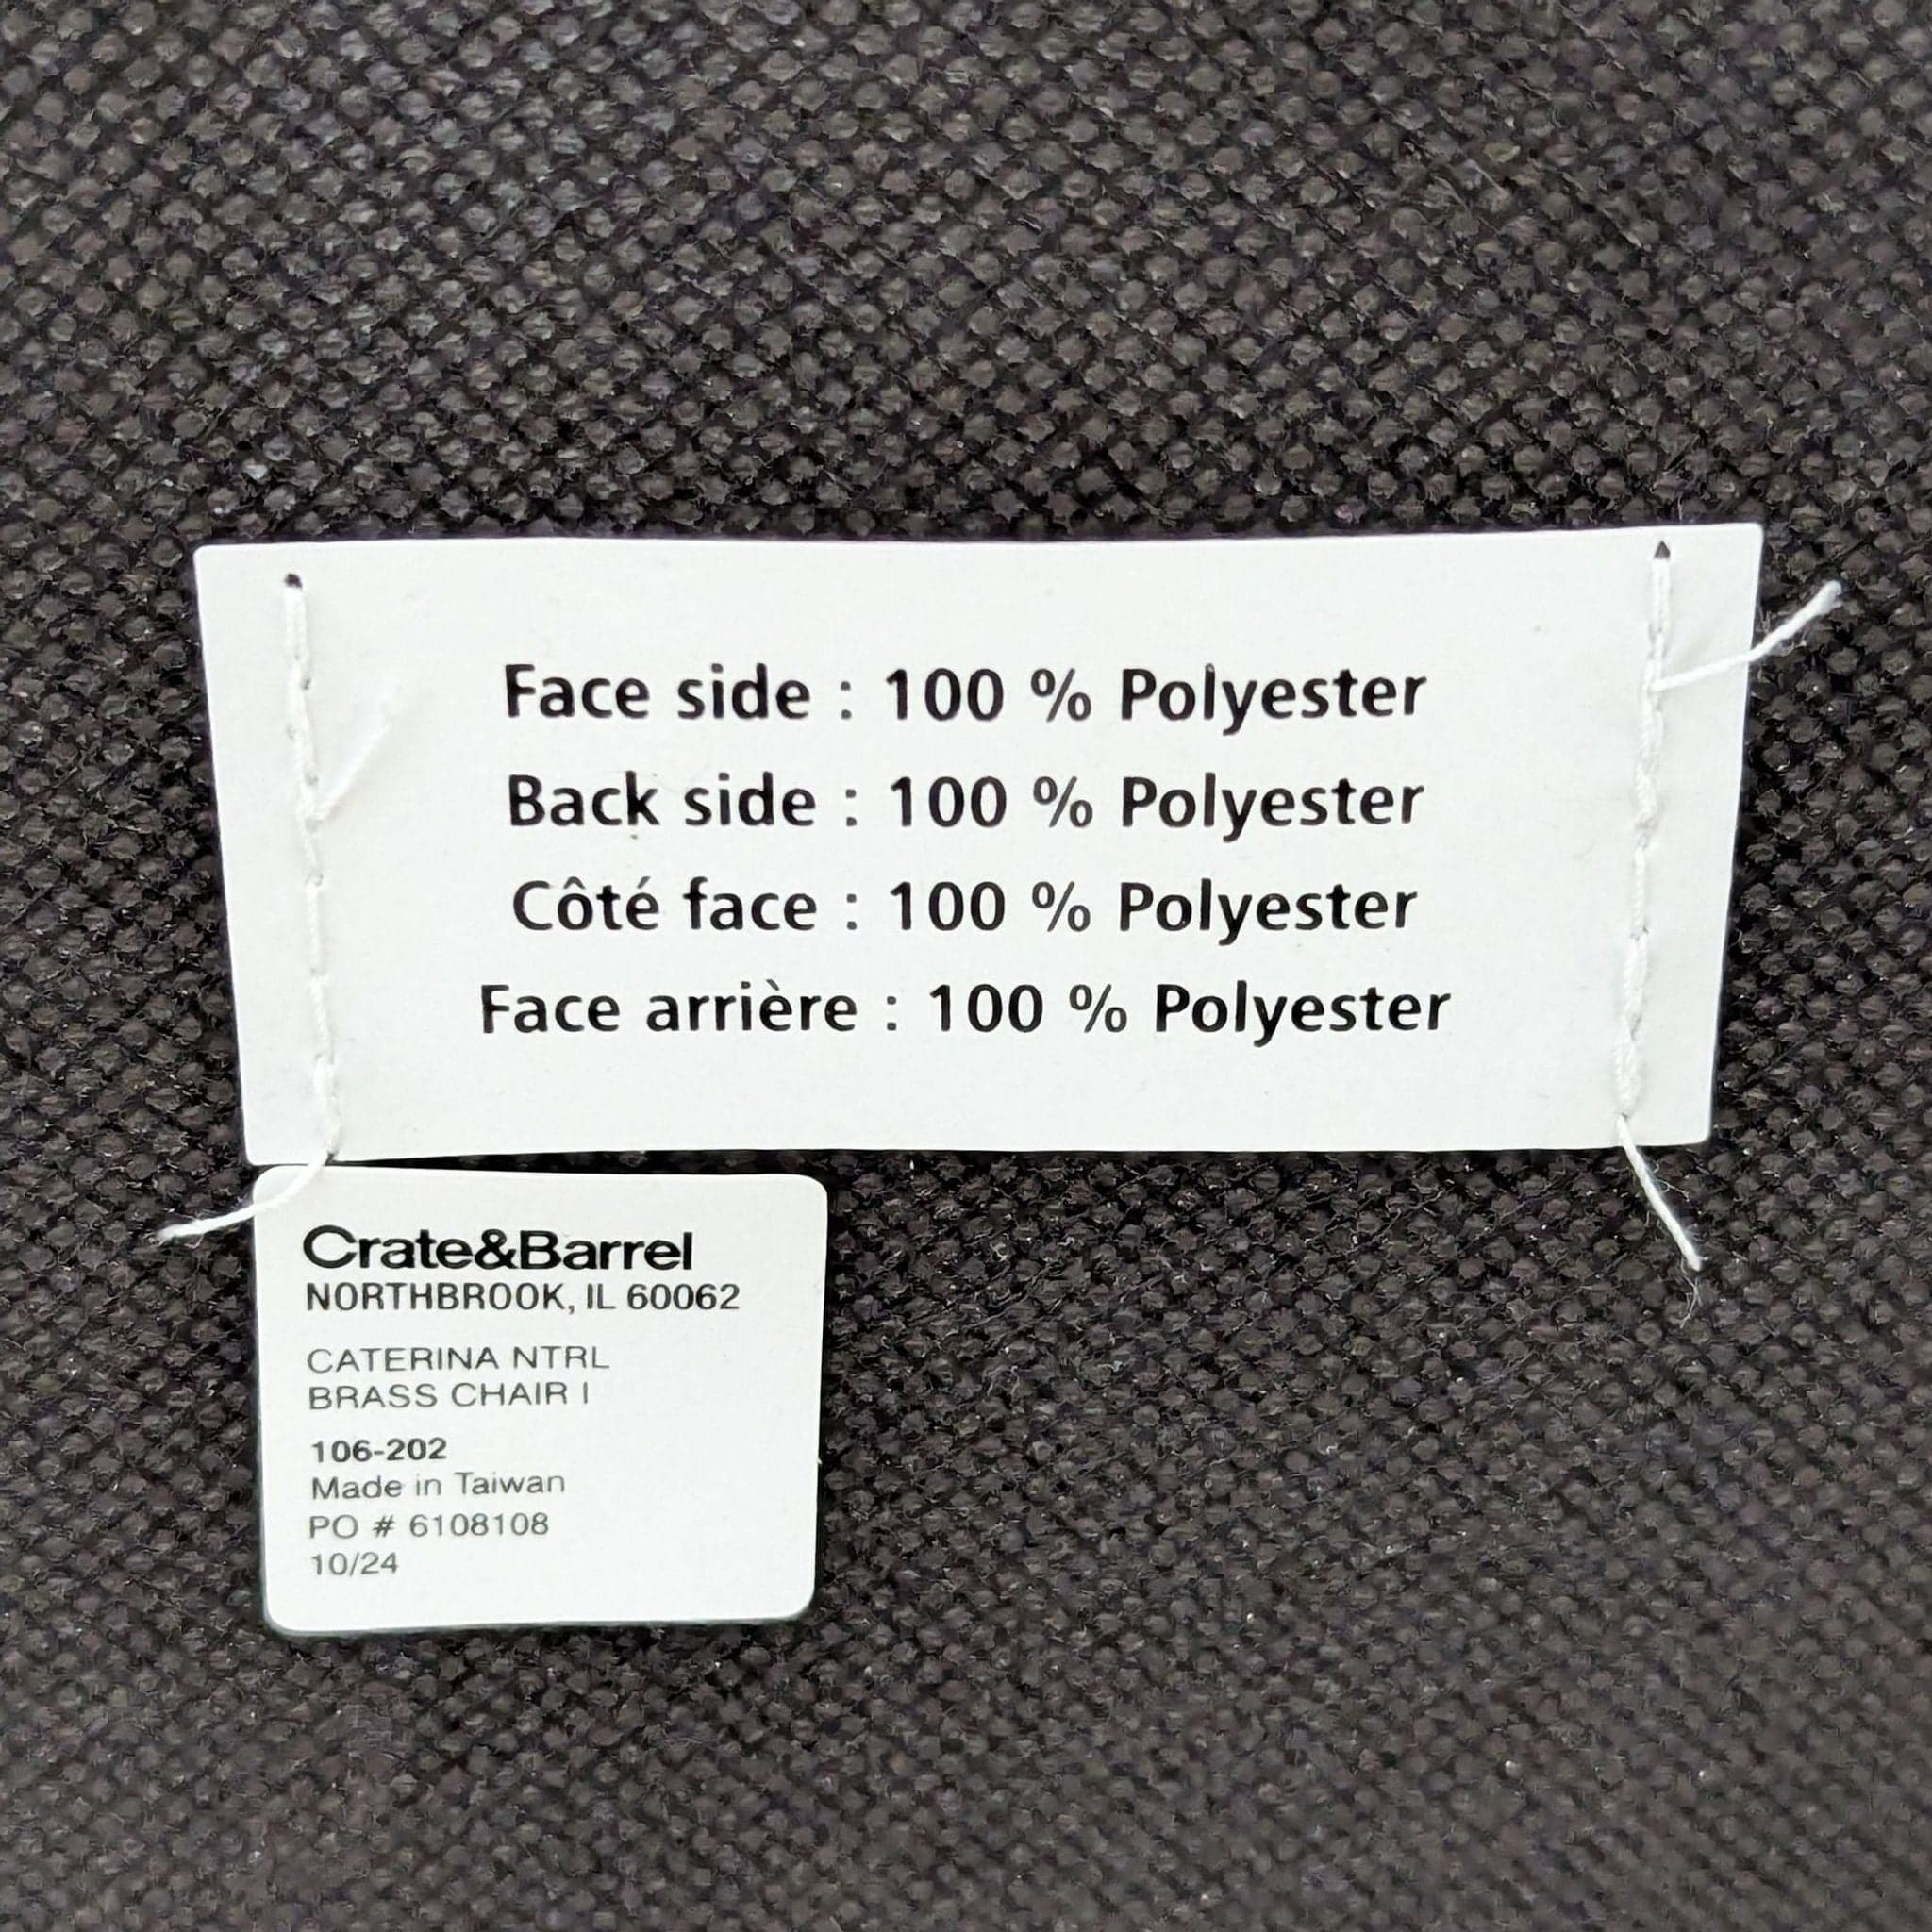 Face side : 100 % Polyester
Back side : 100 % Polyester
Côté face : 100 % Polyester
Face arrière : 100 % Polyester
Crate&Barrel
NORTHBROOK, IL 60062
CATERINA NTRL
BRASS CHAIR I
106-202
Made in Taiwan
PO # 6108108
10/24